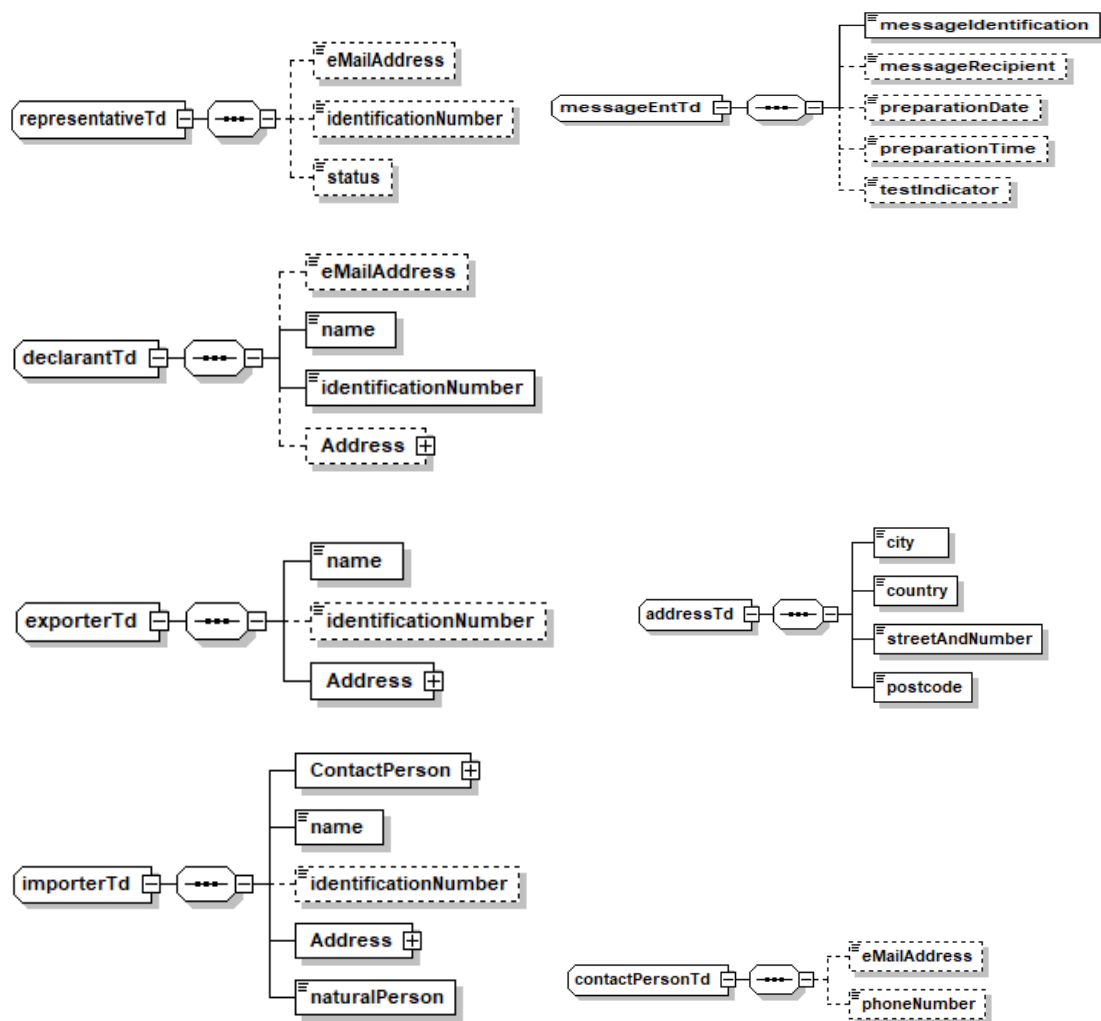 representativeTd
eMailAddress
identificationNumber
status
messageEntTd
messageIdentification
messageRecipient
preparationDate
preparationTime
testIndicator
declarantTd
eMailAddress
name
identificationNumber
Address
exporterTd
name
identificationNumber
Address
addressTd
city
country
streetAndNumber
postcode
importerTd
ContactPerson
name
identificationNumber
Address
naturalPerson
contactPersonTd
eMailAddress
phoneNumber